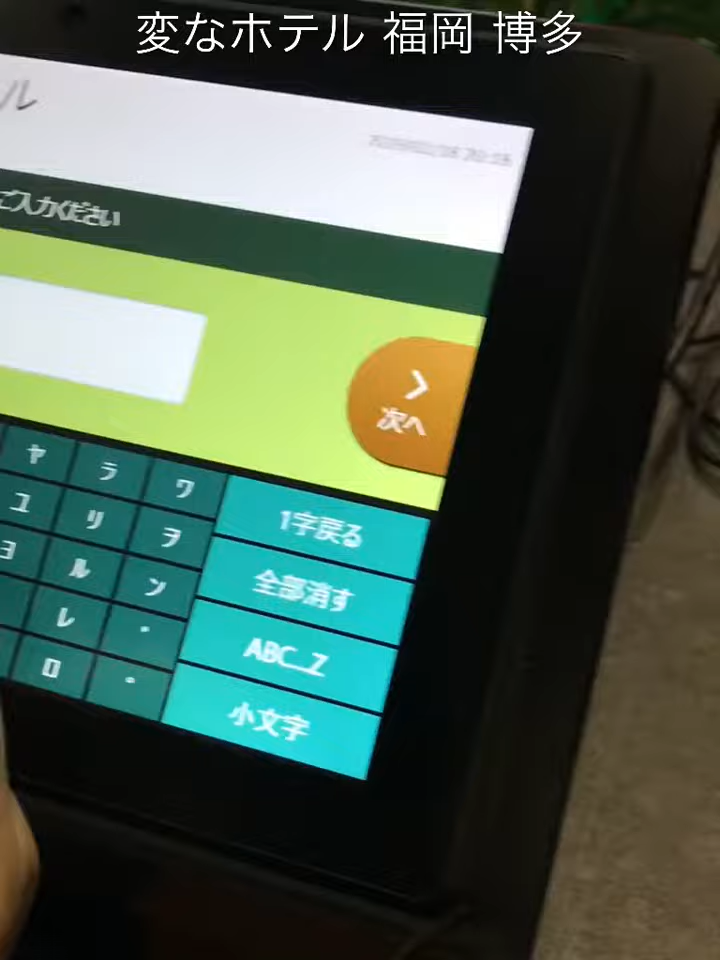 変なホテル 福岡 博多
ル
ご入力ください
次へ
ヤ ラ ワ
ユ リ ヲ
ヨ ル ン
レ ゛
ロ ゜
1字戻る
全部消す
ABC...Z
小文字